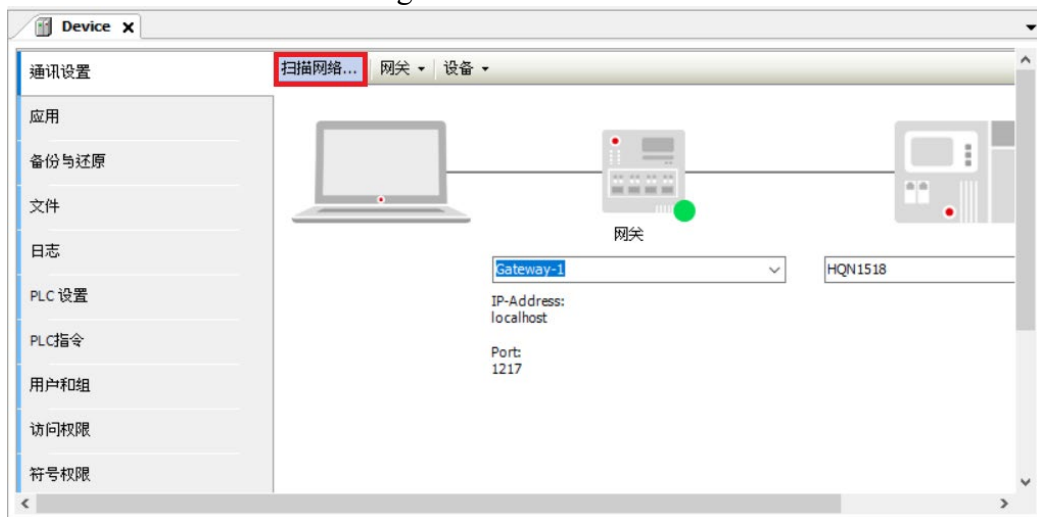 Device
通讯设置
扫描网络... 网关 设备
应用
备份与还原
文件
日志
PLC 设置
PLC指令
用户和组
访问权限
符号权限
网关
Gateway-1
HQN1518
IP-Address:
localhost
Port:
1217